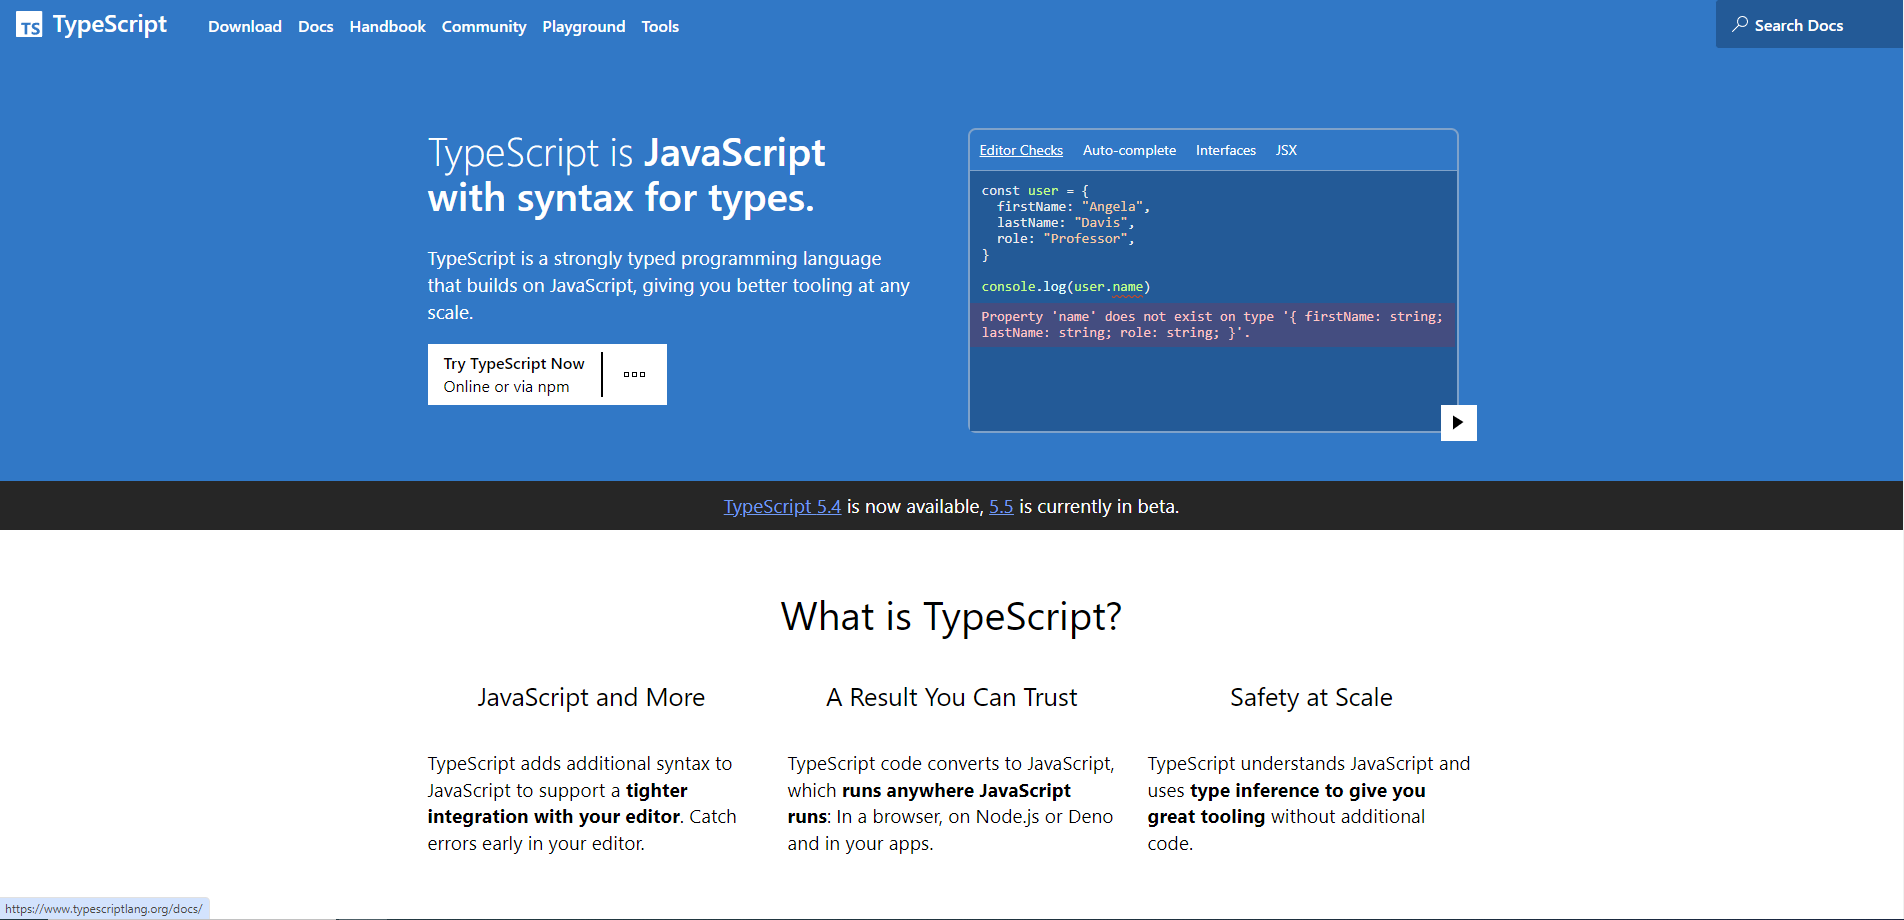 TS TypeScript Download Docs Handbook Community Playground Tools Search Docs
TypeScript is JavaScript
with syntax for types.
TypeScript is a strongly typed programming language
that builds on JavaScript, giving you better tooling at any
scale.
Try TypeScript Now
Online or via npm
Editor Checks Auto-complete Interfaces JSX
const user = {
  firstName: "Angela",
  lastName: "Davis",
  role: "Professor",
}
console.log(user.name)
Property 'name' does not exist on type '{ firstName: string;
lastName: string; role: string; }'.
TypeScript 5.4 is now available, 5.5 is currently in beta.
What is TypeScript?
JavaScript and More
TypeScript adds additional syntax to
JavaScript to support a tighter
integration with your editor. Catch
errors early in your editor.
A Result You Can Trust
TypeScript code converts to JavaScript,
which runs anywhere JavaScript
runs: In a browser, on Node.js or Deno
and in your apps.
Safety at Scale
TypeScript understands JavaScript and
uses type inference to give you
great tooling without additional
code.
https://www.typescriptlang.org/docs/